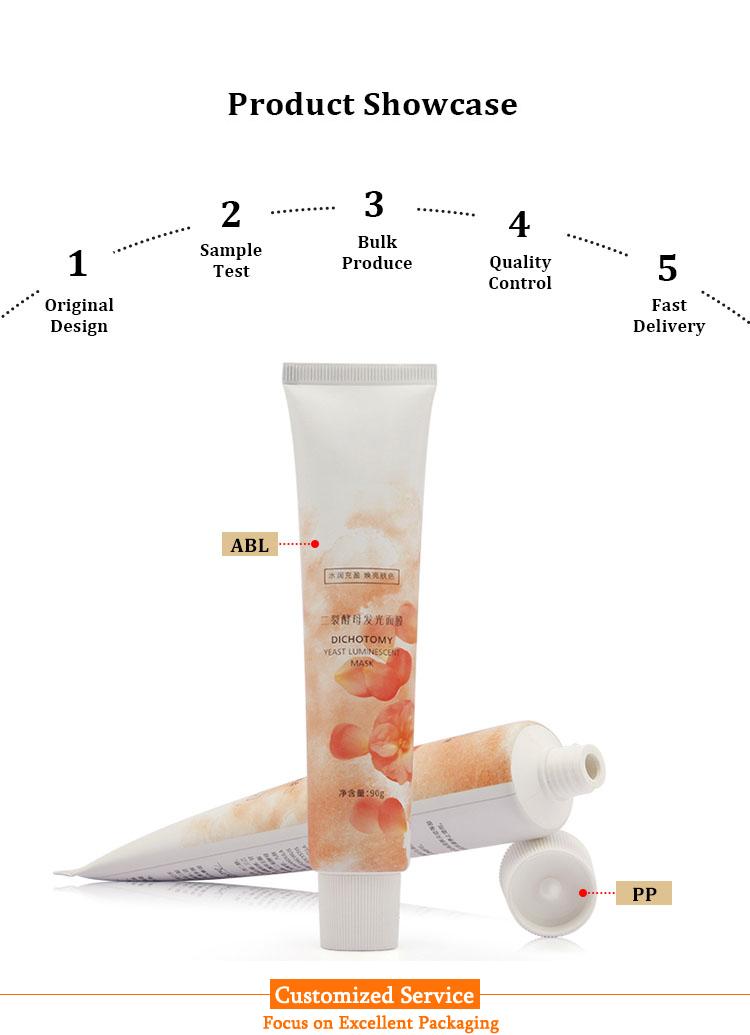 Product Showcase
1
Original
Design
2
Sample
Test
3
Bulk
Produce
4
Quality
Control
5
Fast
Delivery
ABL
水润充盈 焕亮肤色
二裂酵母发光面膜
DICHOTOMY
YEAST LUMINESCENT
MASK
净含量:90g
PP
Customized Service
Focus on Excellent Packaging